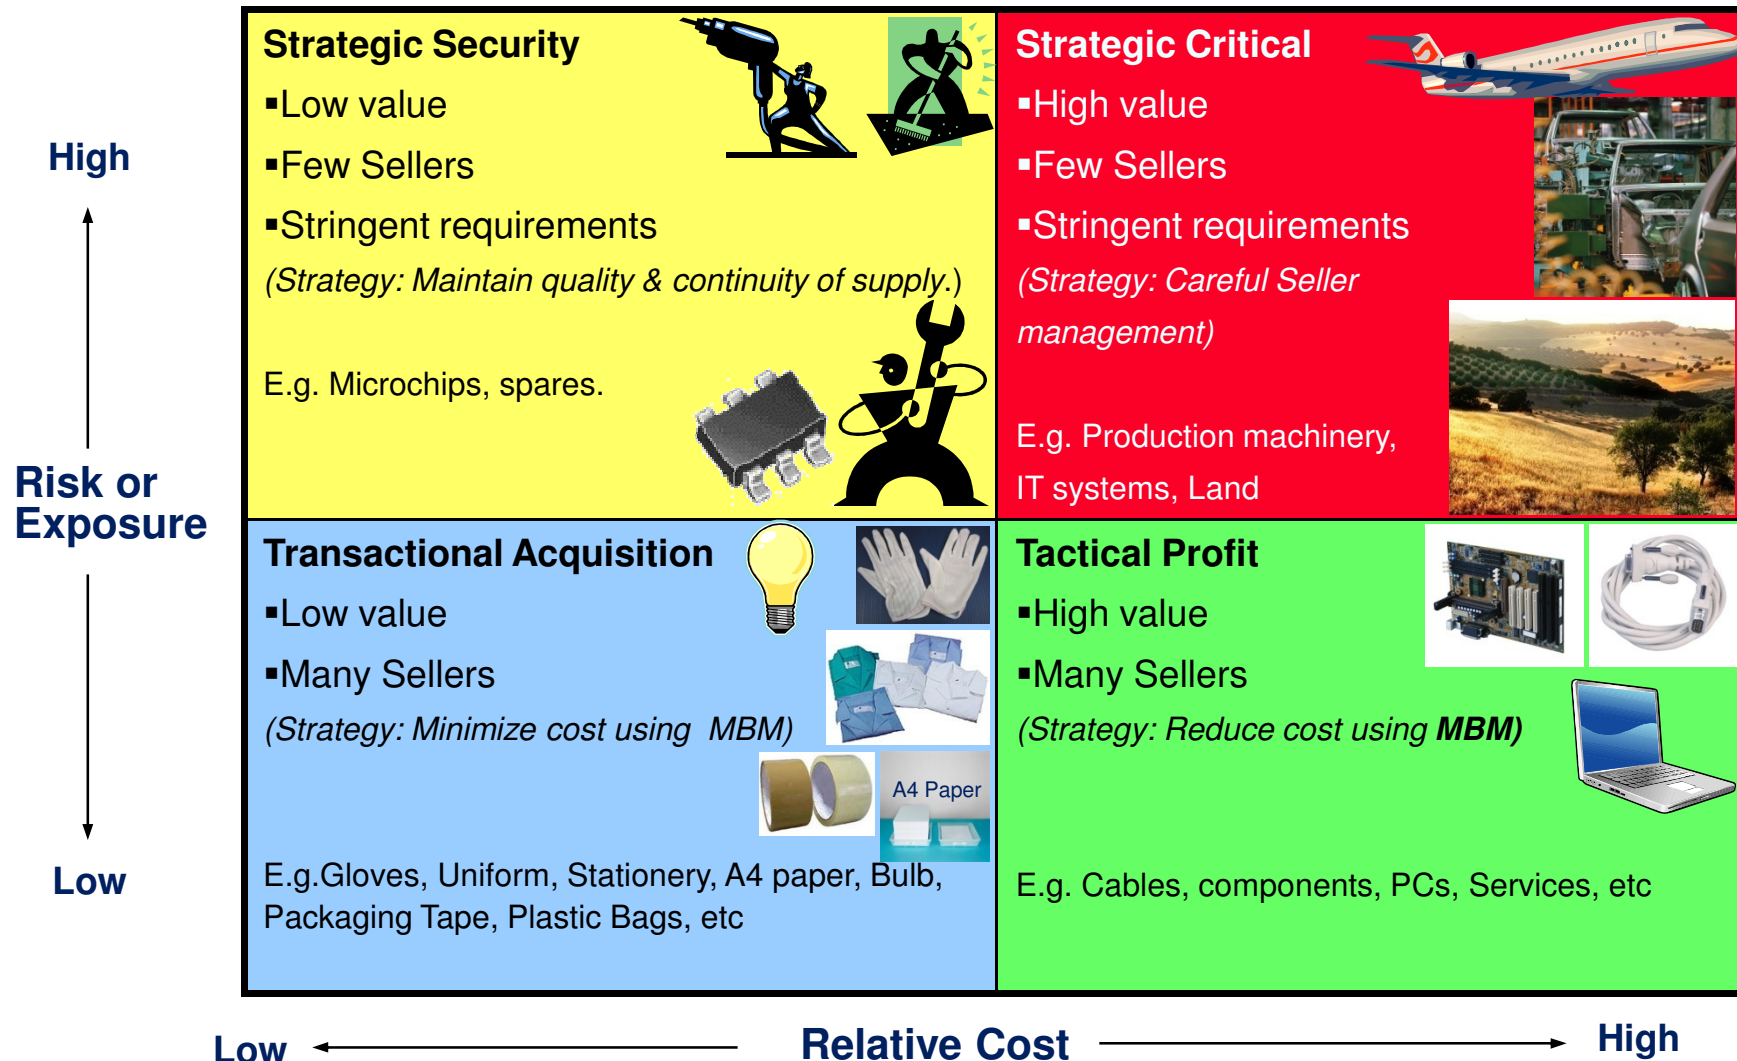 Strategic Security
▪Low value
▪Few Sellers
▪Stringent requirements
(Strategy: Maintain quality & continuity of supply.)
E.g. Microchips, spares.
Strategic Critical
▪High value
▪Few Sellers
▪Stringent requirements
(Strategy: Careful Seller
management)
E.g. Production machinery,
IT systems, Land
High
Risk or
Exposure
Low
Transactional Acquisition
▪Low value
▪Many Sellers
(Strategy: Minimize cost using  MBM)
A4 Paper
E.g.Gloves, Uniform, Stationery, A4 paper, Bulb,
Packaging Tape, Plastic Bags, etc
Tactical Profit
▪High value
▪Many Sellers
(Strategy: Reduce cost using MBM)
E.g. Cables, components, PCs, Services, etc
Low
Relative Cost
High